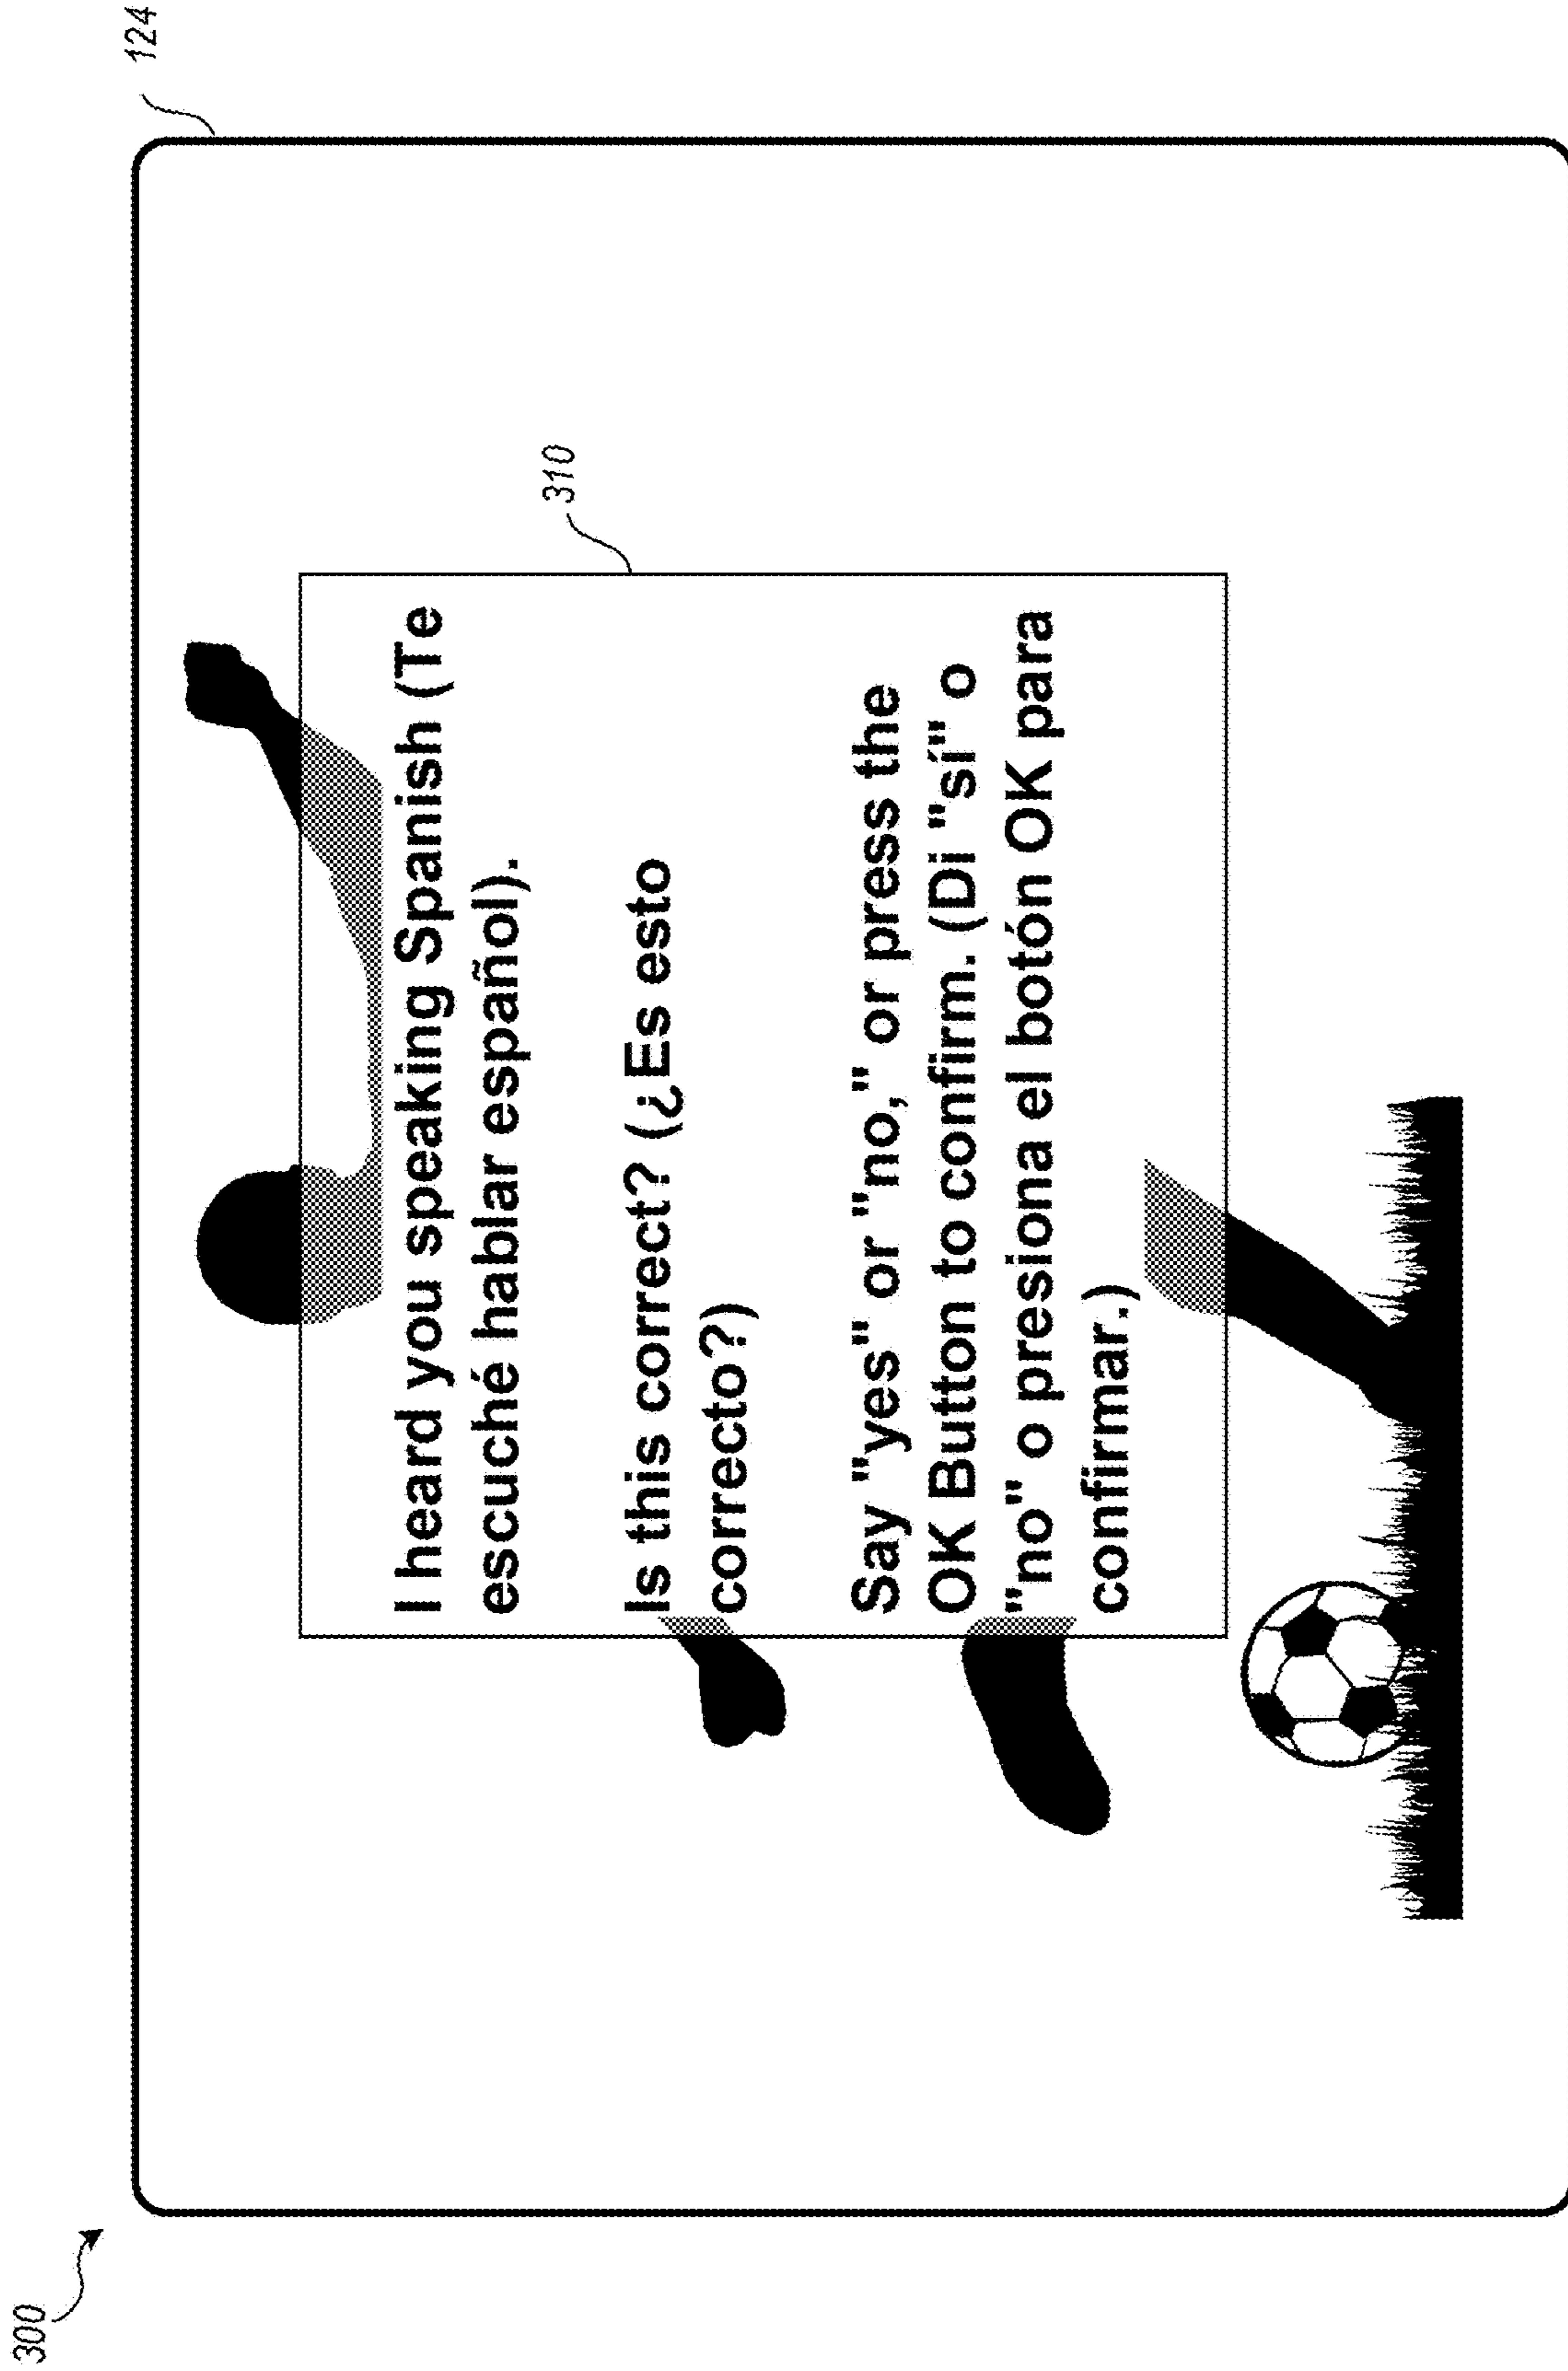 300
124
310
I heard you speaking Spanish (Te
escuché hablar español).
Is this correct? (¿Es esto
correcto?)
Say "yes" or "no," or press the
OK Button to confirm. (Di "sí" o
"no" o presiona el botón OK para
confirmar.)